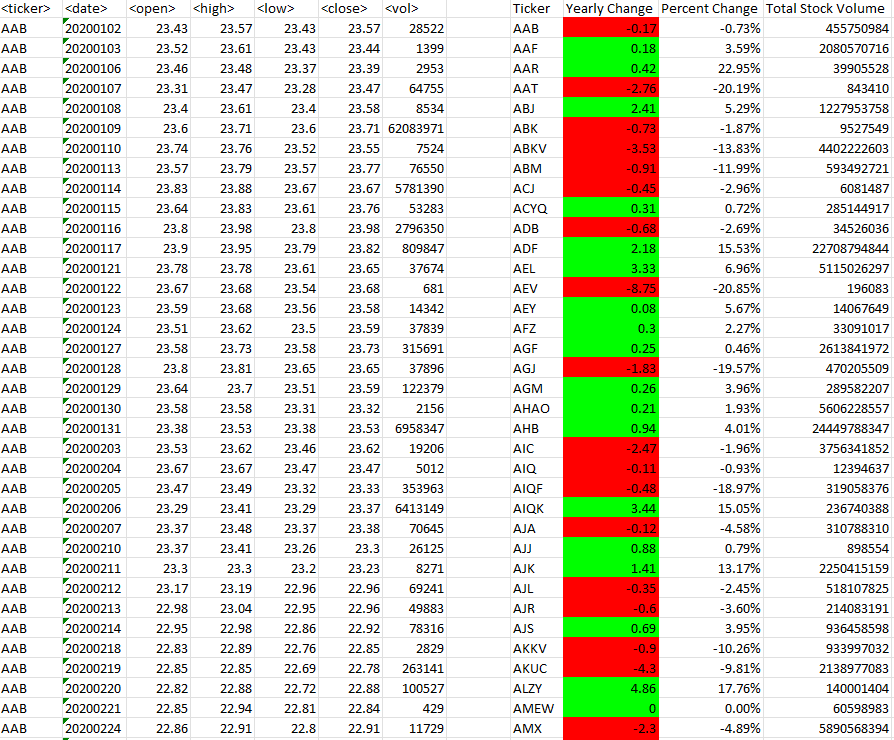 <ticker> <date> <open> <high> <low> <close> <vol> Ticker Yearly Change Percent Change Total Stock Volume
AAB 20200102 23.43 23.57 23.43 23.57 28522 AAB -0.17 -0.73% 455750984
AAB 20200103 23.52 23.61 23.43 23.44 1399 AAF 0.18 3.59% 2080570716
AAB 20200106 23.46 23.48 23.37 23.39 2953 AAR 0.42 22.95% 39905528
AAB 20200107 23.31 23.47 23.28 23.47 64755 AAT -2.76 -20.19% 843410
AAB 20200108 23.4 23.61 23.4 23.58 8534 ABJ 2.41 5.29% 1227953758
AAB 20200109 23.6 23.71 23.6 23.71 62083971 ABK -0.73 -1.87% 9527549
AAB 20200110 23.74 23.76 23.52 23.55 7524 ABKV -3.53 -13.83% 4402222603
AAB 20200113 23.57 23.79 23.57 23.77 76550 ABM -0.91 -11.99% 593492721
AAB 20200114 23.83 23.88 23.67 23.67 5781390 ACJ -0.45 -2.96% 6081487
AAB 20200115 23.64 23.83 23.61 23.76 53283 ACYQ 0.31 0.72% 285144917
AAB 20200116 23.8 23.98 23.8 23.98 2796350 ADB -0.68 -2.69% 34526036
AAB 20200117 23.9 23.95 23.79 23.82 809847 ADF 2.18 15.53% 22708794844
AAB 20200121 23.78 23.78 23.61 23.65 37674 AEL 3.33 6.96% 5115026297
AAB 20200122 23.67 23.68 23.54 23.68 681 AEV -8.75 -20.85% 196083
AAB 20200123 23.59 23.68 23.56 23.58 14342 AEY 0.08 5.67% 14067649
AAB 20200124 23.51 23.62 23.5 23.59 37839 AFZ 0.3 2.27% 33091017
AAB 20200127 23.58 23.73 23.58 23.73 315691 AGF 0.25 0.46% 2613841972
AAB 20200128 23.8 23.81 23.65 23.65 37896 AGJ -1.83 -19.57% 470205509
AAB 20200129 23.64 23.7 23.51 23.59 122379 AGM 0.26 3.96% 289582207
AAB 20200130 23.58 23.58 23.31 23.32 2156 AHAO 0.21 1.93% 5606228557
AAB 20200131 23.38 23.53 23.38 23.53 6958347 AHB 0.94 4.01% 24449788347
AAB 20200203 23.53 23.62 23.46 23.62 19206 AIC -2.47 -1.96% 3756341852
AAB 20200204 23.67 23.67 23.47 23.47 5012 AIQ -0.11 -0.93% 12394637
AAB 20200205 23.47 23.49 23.32 23.33 353963 AIQF -0.48 -18.97% 319058376
AAB 20200206 23.29 23.41 23.29 23.37 6413149 AIQK 3.44 15.05% 236740388
AAB 20200207 23.37 23.48 23.37 23.38 70645 AJA -0.12 -4.58% 310788310
AAB 20200210 23.37 23.41 23.26 23.3 26125 AJJ 0.88 0.79% 898554
AAB 20200211 23.3 23.3 23.2 23.23 8271 AJK 1.41 13.17% 2250415159
AAB 20200212 23.17 23.19 22.96 22.96 69241 AJL -0.35 -2.45% 518107825
AAB 20200213 22.98 23.04 22.95 22.96 49883 AJR -0.6 -3.60% 214083191
AAB 20200214 22.95 22.98 22.86 22.92 78316 AJS 0.69 3.95% 936458598
AAB 20200218 22.83 22.89 22.76 22.85 2829 AKKV -0.9 -10.26% 933997032
AAB 20200219 22.85 22.85 22.69 22.78 263141 AKUC -4.3 -9.81% 2138977083
AAB 20200220 22.82 22.88 22.72 22.88 100527 ALZY 4.86 17.76% 140001404
AAB 20200221 22.85 22.94 22.81 22.84 429 AMEW 0 0.00% 60598983
AAB 20200224 22.86 22.91 22.8 22.91 11729 AMX -2.3 -4.89% 5890568394